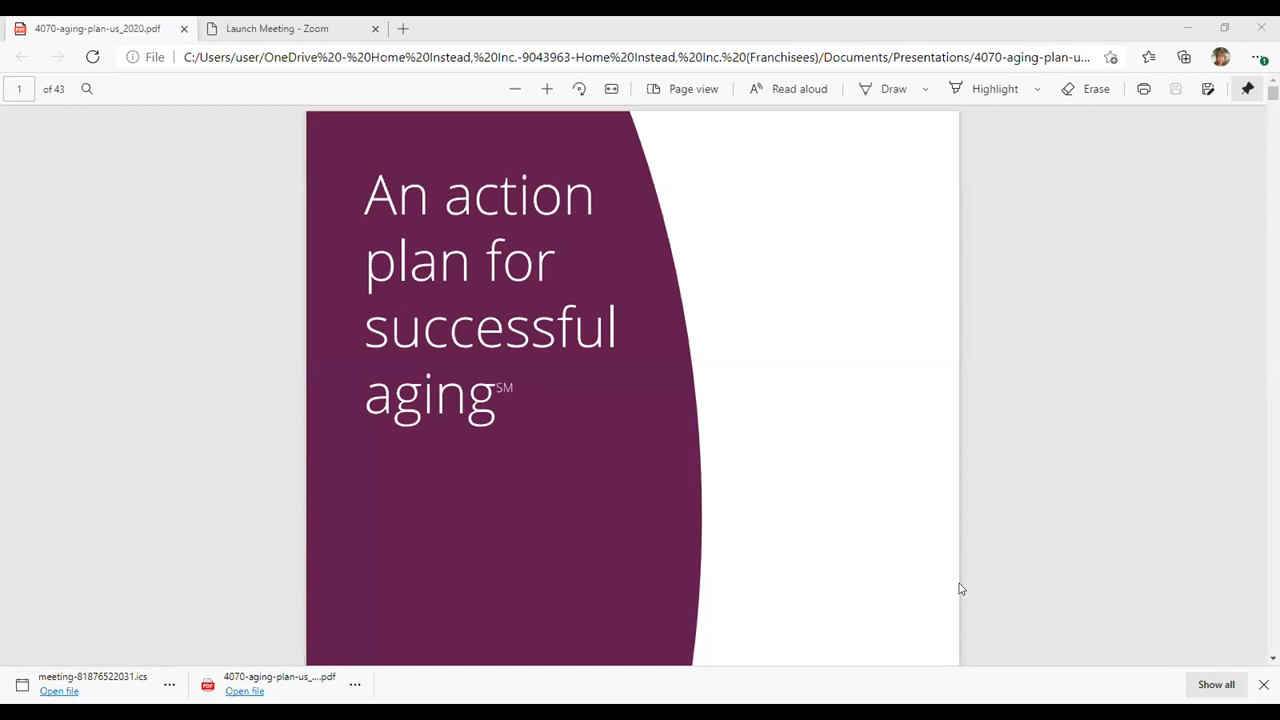 4070-aging-plan-us_2020.pdf
Launch Meeting - Zoom
File
C:/Users/user/OneDrive%20-%20Home%20Instead,%20Inc.-9043963-Home%20Instead,%20Inc.%20(Franchisees)/Documents/Presentations/4070-aging-plan-u...
1 of 43
Page view
Read aloud
Draw
Highlight
Erase
An action
plan for
successful
aging℠
meeting-81876522031.ics
Open file
4070-aging-plan-us_....pdf
Open file
Show all